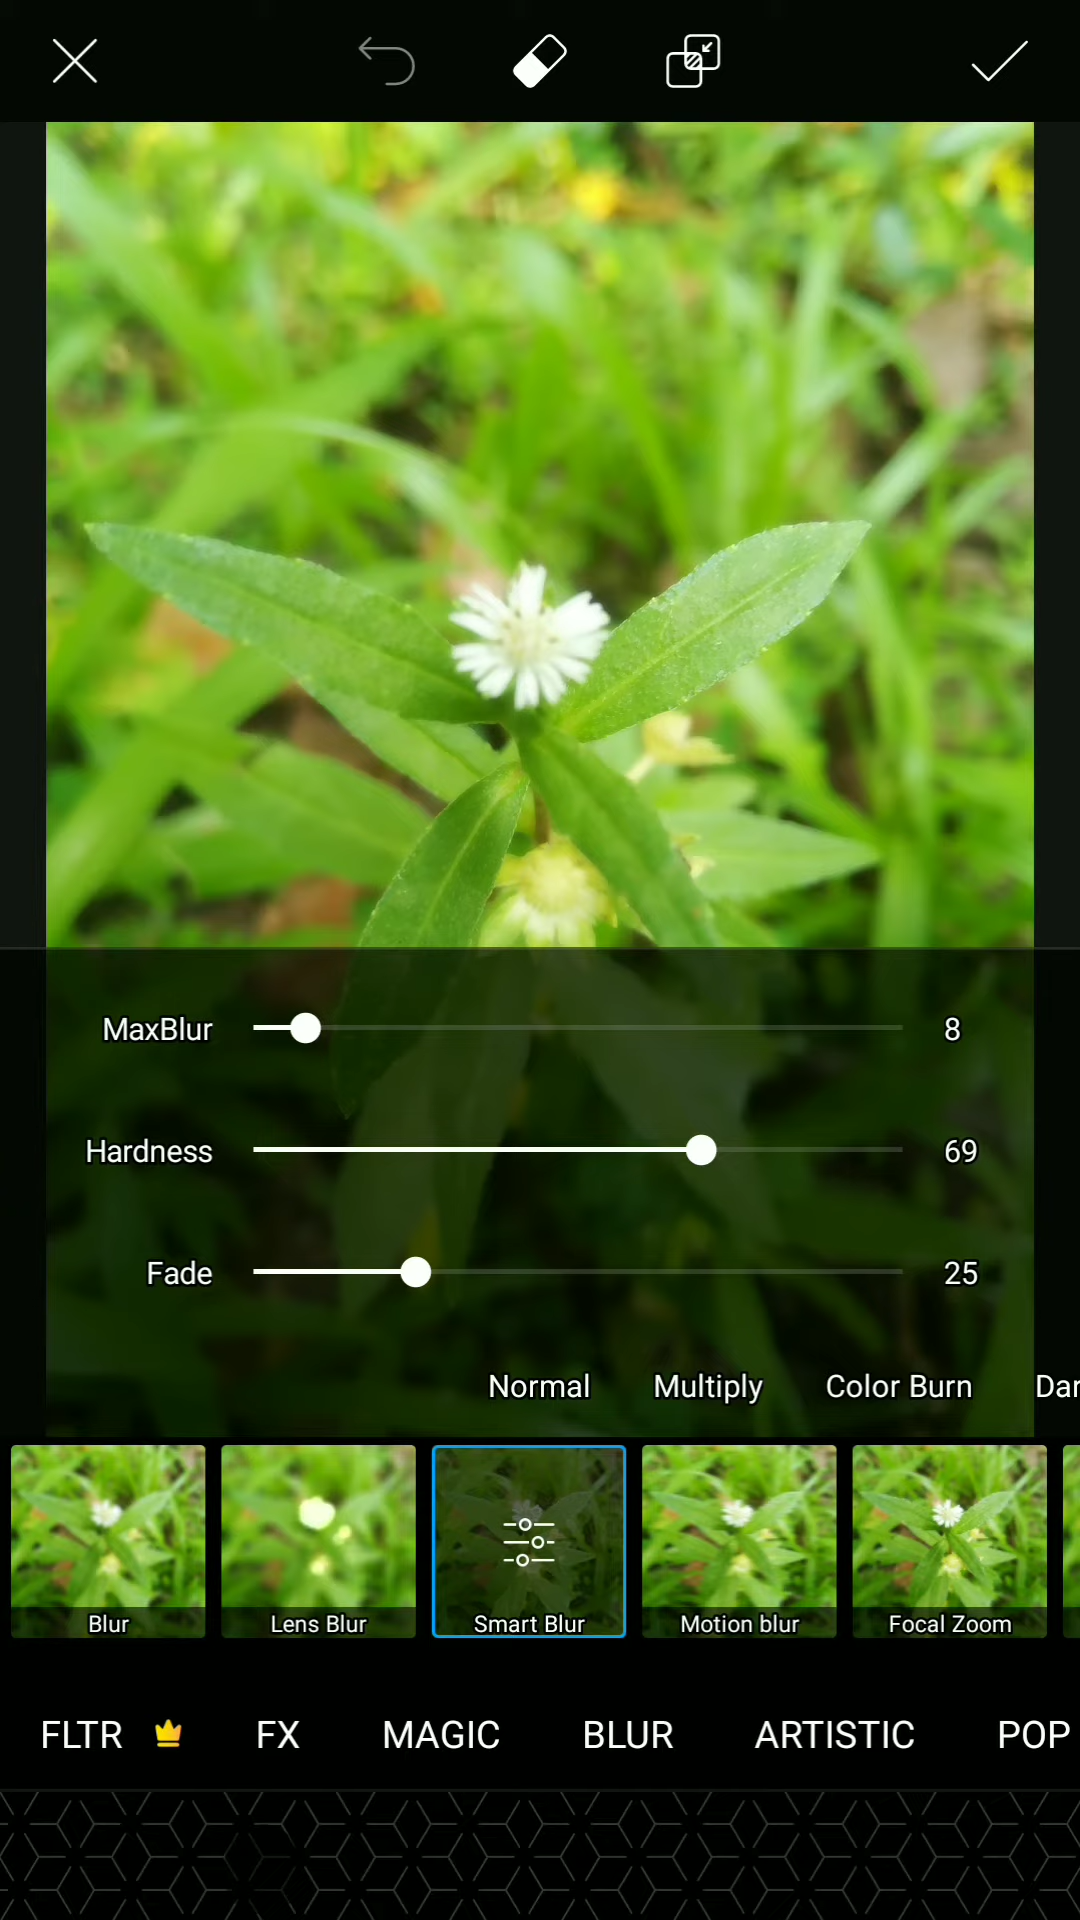 MaxBlur 8
Hardness 69
Fade 25
Normal Multiply Color Burn Dar
Blur Lens Blur Smart Blur Motion blur Focal Zoom
FLTR FX MAGIC BLUR ARTISTIC POP